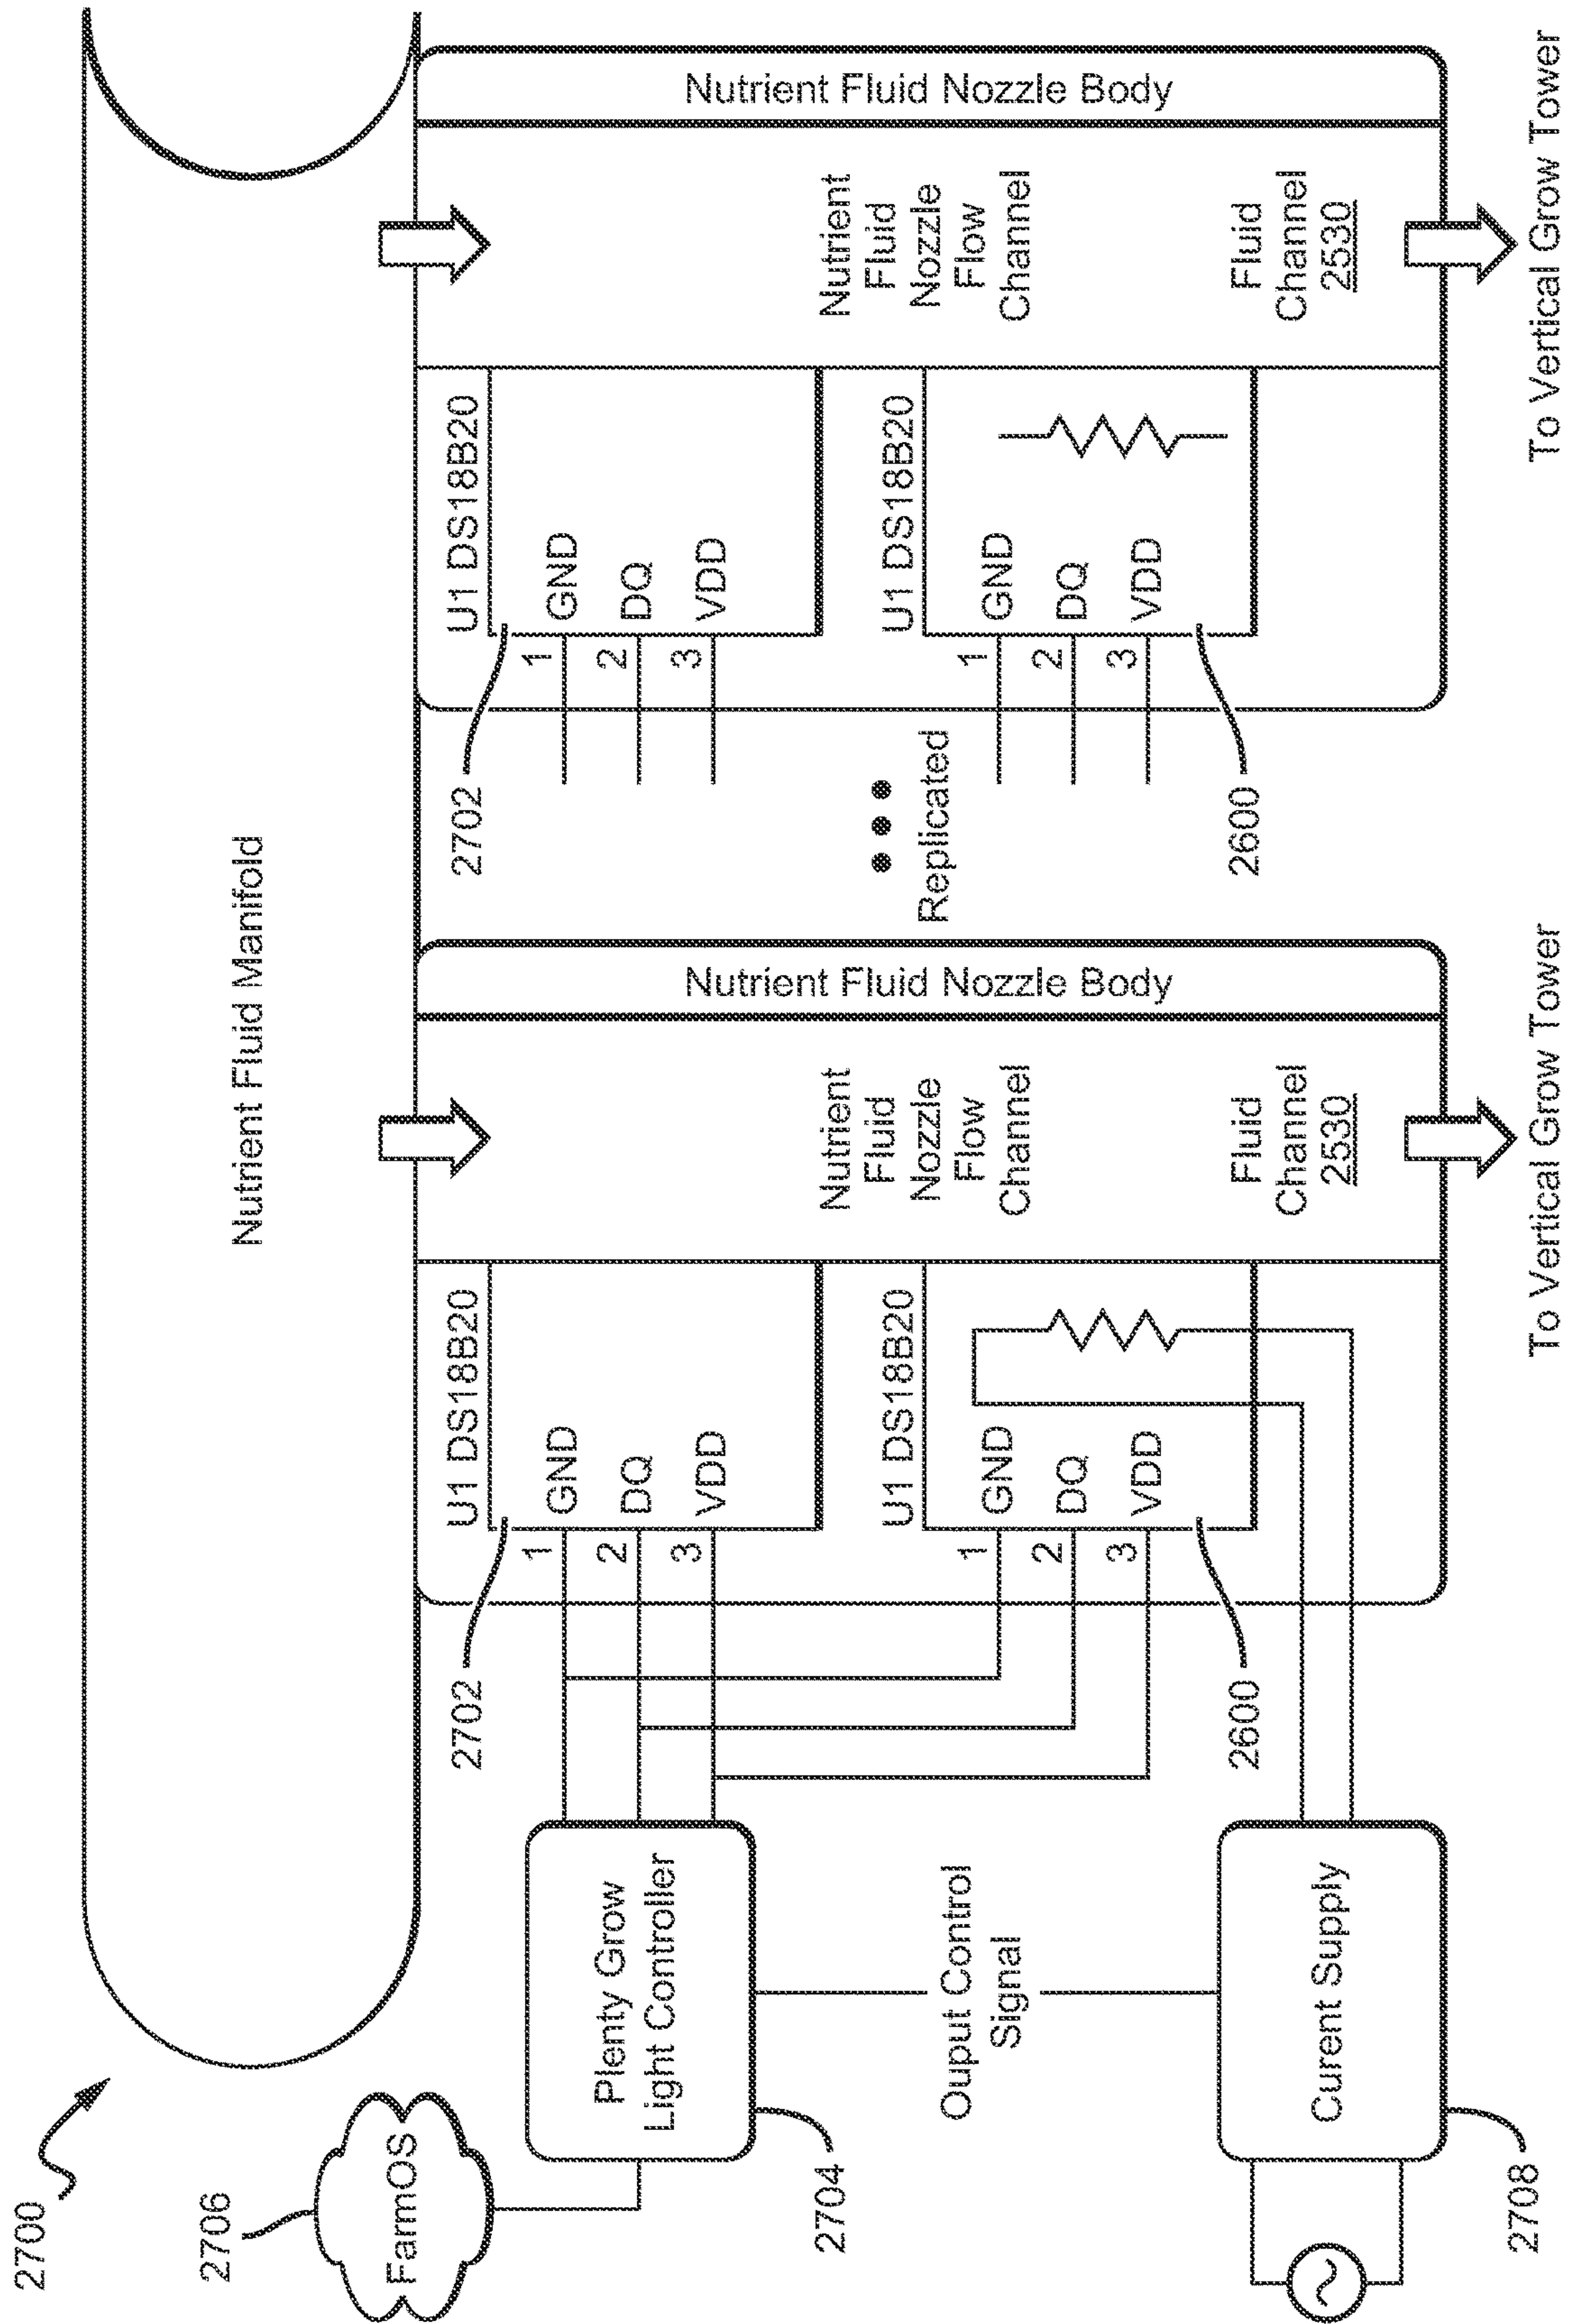 2700
Nutrient Fluid Manifold
2706
FarmOS
Plenty Grow
Light Controller
2704
Ouput Control
Signal
Curent Supply
2708
2702
U1 DS18B20
1
GND
2
DQ
3
VDD
U1 DS18B20
1
GND
2
DQ
3
VDD
2600
Nutrient
Fluid
Nozzle
Flow
Channel
Fluid
Channel
2530
Nutrient Fluid Nozzle Body
To Vertical Grow Tower
Replicated
2702
U1 DS18B20
1
GND
2
DQ
3
VDD
U1 DS18B20
1
GND
2
DQ
3
VDD
2600
Nutrient
Fluid
Nozzle
Flow
Channel
Fluid
Channel
2530
Nutrient Fluid Nozzle Body
To Vertical Grow Tower